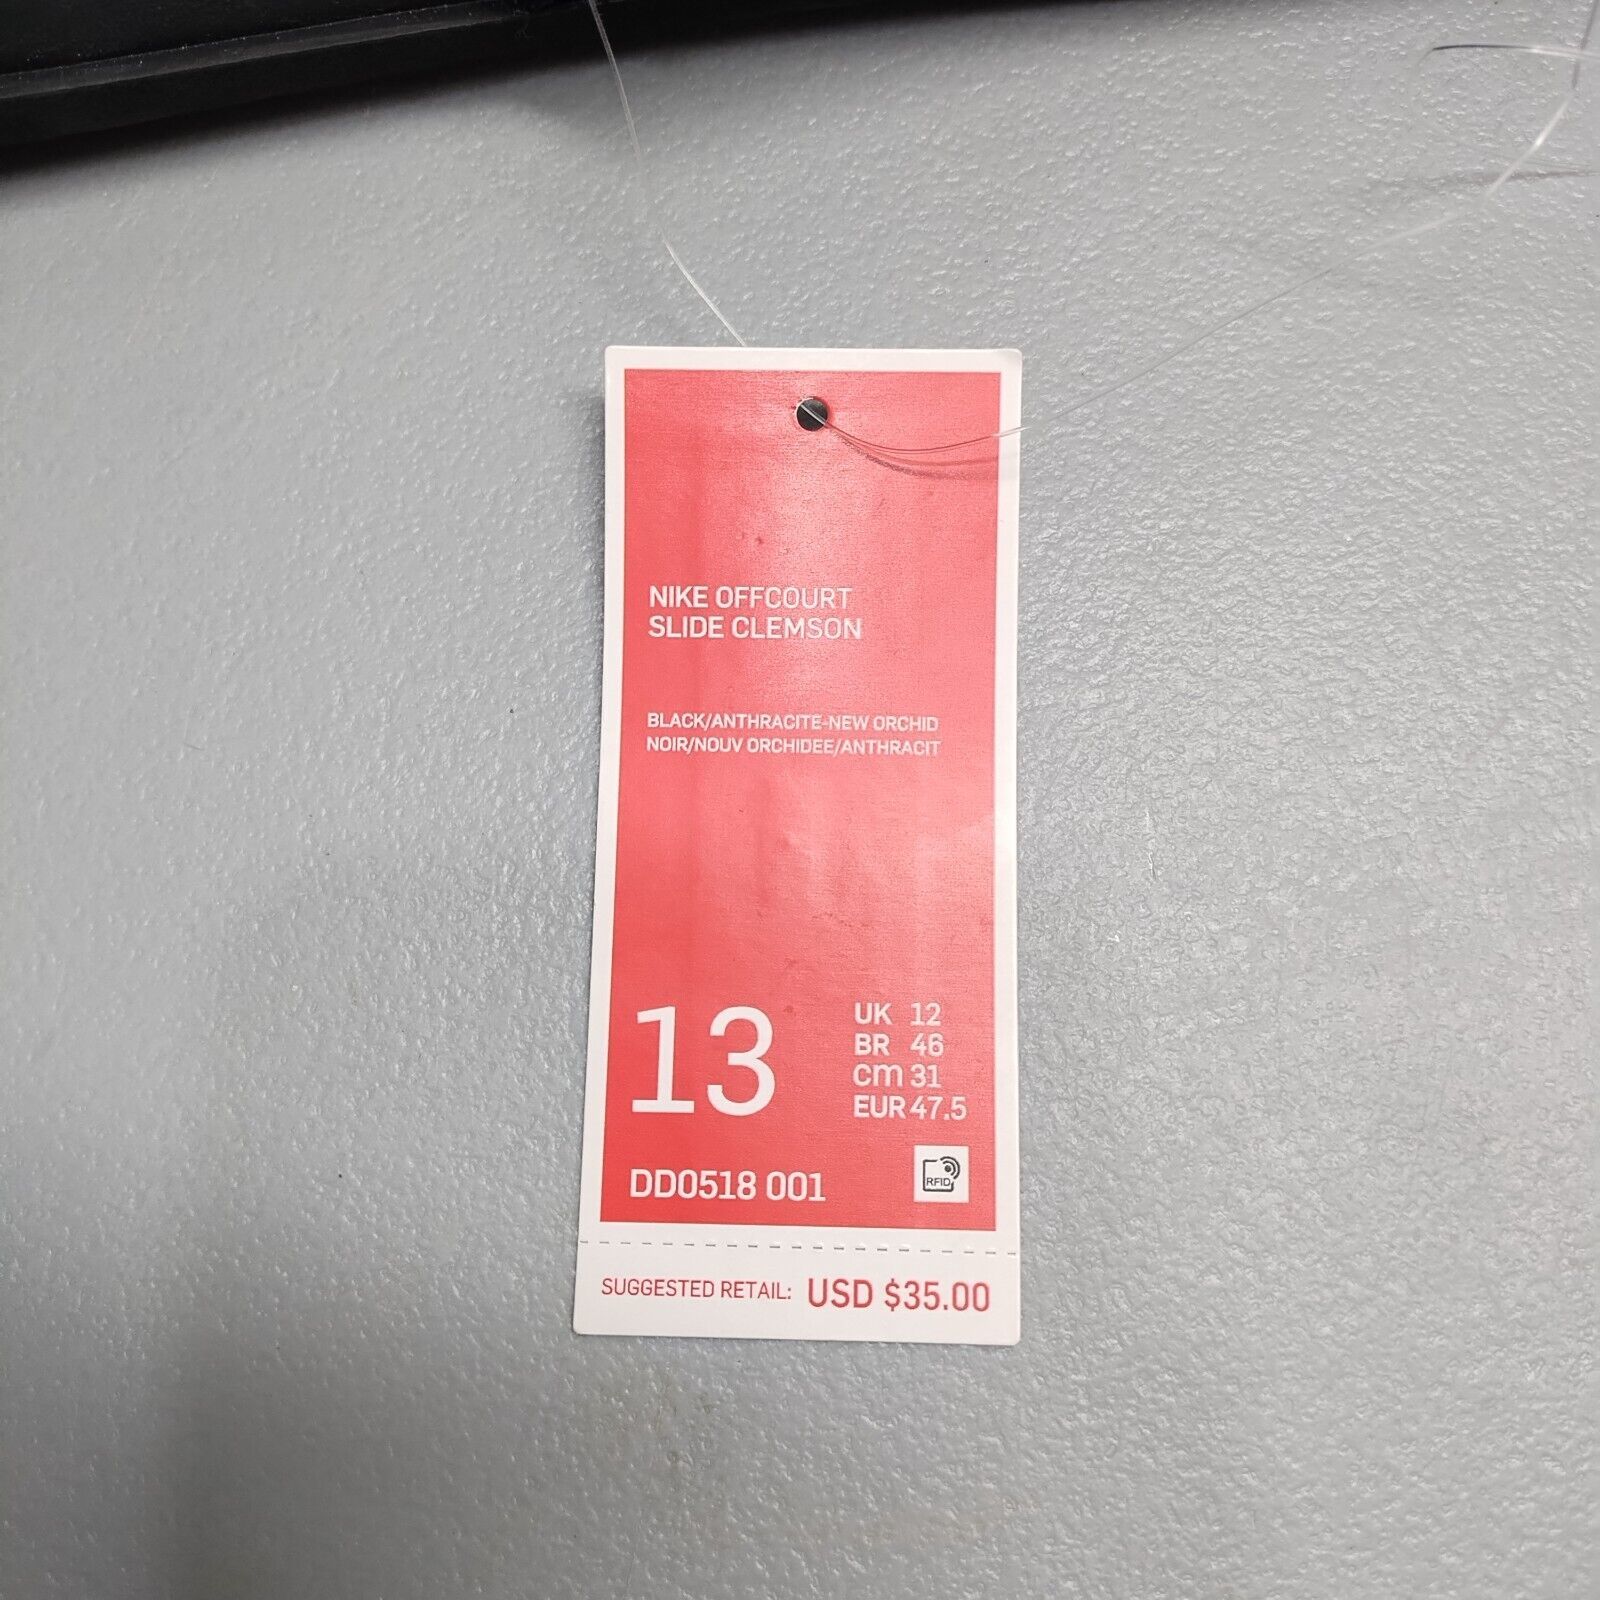 NIKE OFFCOURT
SLIDE CLEMSON
BLACK/ANTHRACITE-NEW ORCHID
NOIR/NOUV ORCHIDEE/ANTHRACIT
13
UK 12
BR 46
cm 31
EUR 47.5
DD0518 001
RFID
SUGGESTED RETAIL: USD $35.00